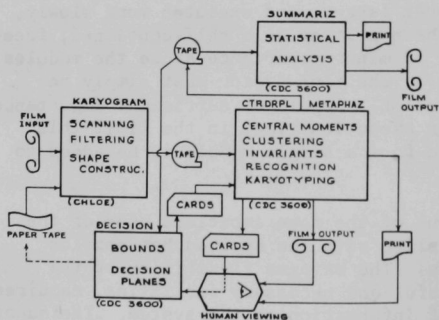 SUMMARIZ
TAPE
STATISTICAL
ANALYSIS
PRINT
(CDC 3600)
FILM
OUTPUT
KARYOGRAM
FILM
INPUT
SCANNING
FILTERING
SHAPE
CONSTRUC.
(CHLOE)
TAPE
CTRDRPL METAPHAZ
CENTRAL MOMENTS
CLUSTERING
INVARIANTS
RECOGNITION
KARYOTYPING
(CDC 3600)
CARDS
PAPER TAPE
DECISION
BOUNDS
DECISION
PLANES
(CDC 3600)
CARDS
FILM OUTPUT
PRINT
HUMAN VIEWING